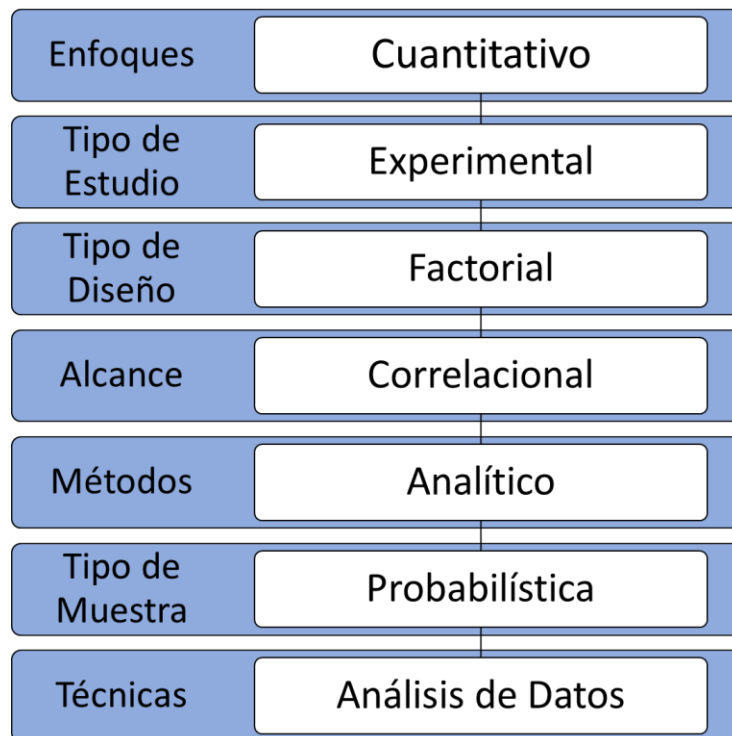 Enfoques
Cuantitativo
Tipo de
Estudio
Experimental
Tipo de
Diseño
Factorial
Alcance
Correlacional
Métodos
Analítico
Tipo de
Muestra
Probabilística
Técnicas
Análisis de Datos